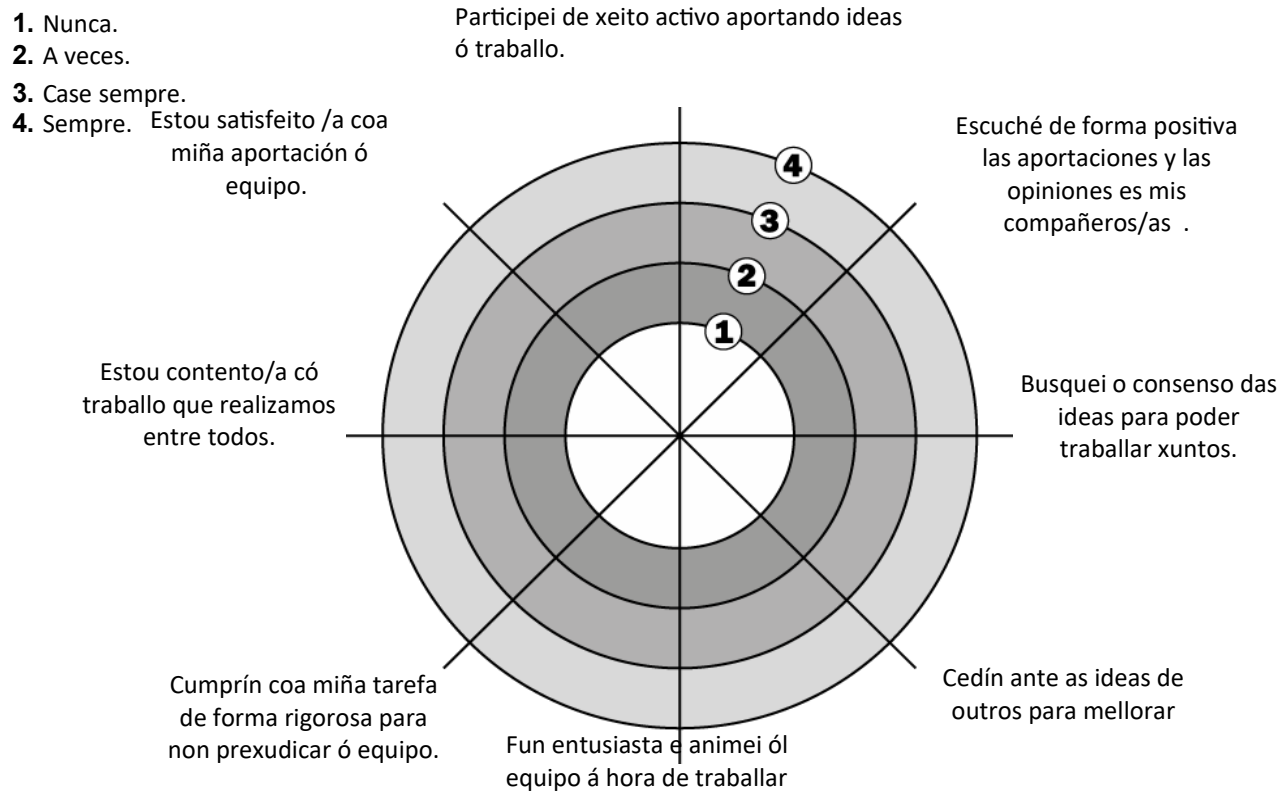 1. Nunca.
2. A veces.
3. Case sempre.
4. Sempre.
Participei de xeito activo aportando ideas
ó traballo.
Estou satisfeito /a coa
miña aportación ó
equipo.
Escuché de forma positiva
las aportaciones y las
opiniones es mis
compañeros/as .
4
3
2
1
Estou contento/a có
traballo que realizamos
entre todos.
Busquei o consenso das
ideas para poder
traballar xuntos.
Cumprín coa miña tarefa
de forma rigorosa para
non prexudicar ó equipo.
Fun entusiasta e animei ól
equipo á hora de traballar
Cedín ante as ideas de
outros para mellorar